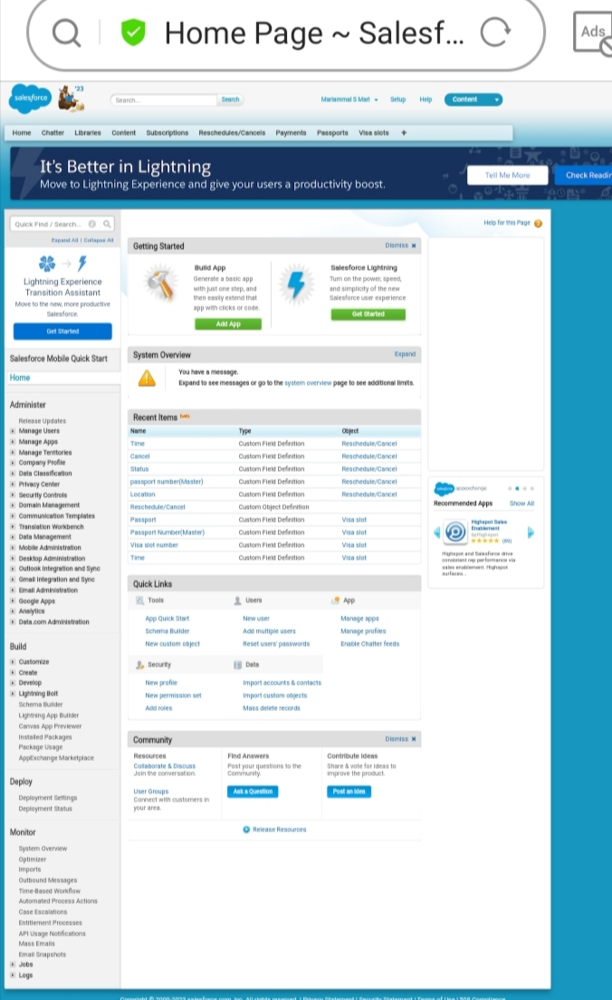 Home Page ~ Salesf...
Ads
salesforce
'23
Search...
Search
Mariammal S Mari
Setup
Help
Content
Home
Chatter
Libraries
Content
Subscriptions
Reschedules/Cancels
Payments
Passports
Visa slots
+
It's Better in Lightning
Move to Lightning Experience and give your users a productivity boost.
Tell Me More
Check Readin
Quick Find / Search...
Expand All | Collapse All
Lightning Experience
Transition Assistant
Move to the new, more productive
Salesforce
Get Started
Salesforce Mobile Quick Start
Home
Administer
Release Updates
Manage Users
Manage Apps
Manage Territories
Company Profile
Data Classification
Privacy Center
Security Controls
Domain Management
Communication Templates
Translation Workbench
Data Management
Mobile Administration
Desktop Administration
Outlook Integration and Sync
Gmail Integration and Sync
Email Administration
Google Apps
Analytics
Data.com Administration
Build
Customize
Create
Develop
Lightning Bolt
Schema Builder
Lightning App Builder
Canvas App Previewer
Installed Packages
Package Usage
AppExchange Marketplace
Deploy
Deployment Settings
Deployment Status
Monitor
System Overview
Optimizer
Imports
Outbound Messages
Time-Based Workflow
Automated Process Actions
Case Escalations
Entitlement Processes
API Usage Notifications
Mass Emails
Email Snapshots
Jobs
Logs
Help for this Page
Getting Started
Dismiss
Build App
Generate a basic app
with just one step, and
then easily extend that
app with clicks or code.
Add App
Salesforce Lightning
Turn on the power, speed,
and simplicity of the new
Salesforce user experience
Get Started
System Overview
Expand
You have a message.
Expand to see messages or go to the system overview page to see additional limits.
Recent Items
Name Type Object
Time Custom Field Definition Reschedule/Cancel
Cancel Custom Field Definition Reschedule/Cancel
Status Custom Field Definition Reschedule/Cancel
passport number(Master) Custom Field Definition Reschedule/Cancel
Location Custom Field Definition Reschedule/Cancel
Reschedule/Cancel Custom Object Definition
Passport Custom Field Definition Visa slot
Passport Number(Master) Custom Field Definition Visa slot
Visa slot number Custom Field Definition Visa slot
Time Custom Field Definition Visa slot
Quick Links
Tools Users App
App Quick Start New user Manage apps
Schema Builder Add multiple users Manage profiles
New custom object Reset users' passwords Enable Chatter feeds
Security Data
New profile Import accounts & contacts
New permission set Import custom objects
Add roles Mass delete records
Community
Dismiss
Resources
Collaborate & Discuss
Join the conversation.
User Groups
Connect with customers in
your area.
Find Answers
Post your questions to the
Community.
Ask a Question
Contribute Ideas
Share & vote for ideas to
improve the product.
Post an Idea
Release Resources
appexchange
Recommended Apps
Show All
Highspot Sales
Enablement
by Highspot
Highspot and Salesforce drive
consistent rep performance via
sales enablement. Highspot
surfaces...
Copyright © 2000-2023 salesforce.com, inc. All rights reserved. | Privacy Statement | Security Statement | Terms of Use | 508 Compliance